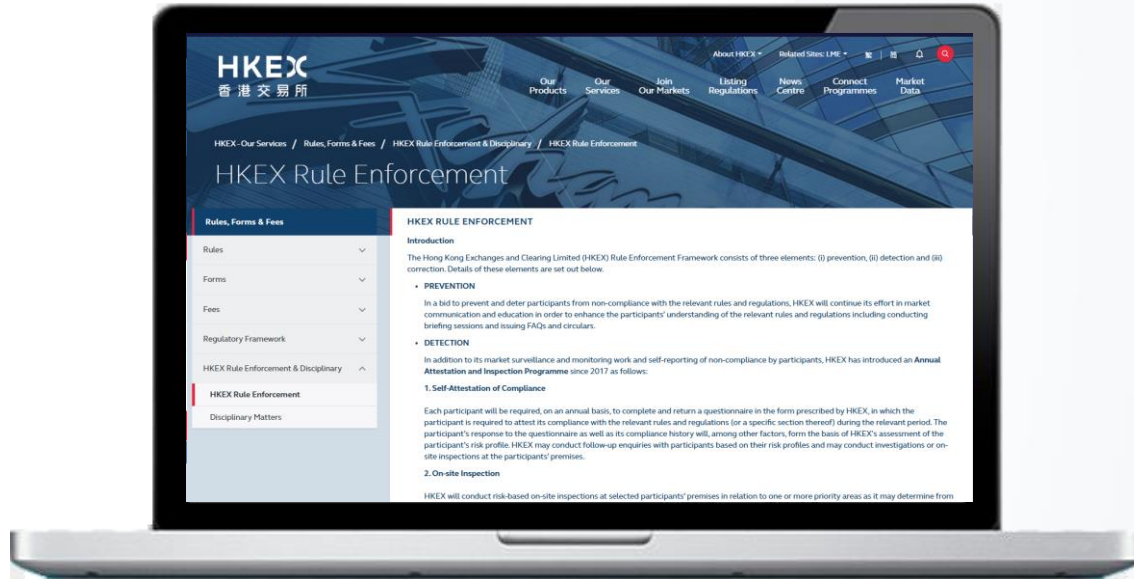 HKEX
香港交易所
About HKEX
Related Sites: LME
繁 | 簡
Our Products
Our Services
Join Our Markets
Listing Regulations
News Centre
Connect Programmes
Market Data
HKEX - Our Services / Rules, Forms & Fees / HKEX Rule Enforcement & Disciplinary / HKEX Rule Enforcement
HKEX Rule Enforcement
Rules, Forms & Fees
Rules
Forms
Fees
Regulatory Framework
HKEX Rule Enforcement & Disciplinary
HKEX Rule Enforcement
Disciplinary Matters
HKEX RULE ENFORCEMENT
Introduction
The Hong Kong Exchanges and Clearing Limited (HKEX) Rule Enforcement Framework consists of three elements: (i) prevention, (ii) detection and (iii)
correction. Details of these elements are set out below.
• PREVENTION
In a bid to prevent and deter participants from non-compliance with the relevant rules and regulations, HKEX will continue its effort in market
communication and education in order to enhance the participants' understanding of the relevant rules and regulations including conducting
briefing sessions and issuing FAQs and circulars.
• DETECTION
In addition to its market surveillance and monitoring work and self-reporting of non-compliance by participants, HKEX has introduced an Annual
Attestation and Inspection Programme since 2017 as follows:
1. Self-Attestation of Compliance
Each participant will be required, on an annual basis, to complete and return a questionnaire in the form prescribed by HKEX, in which the
participant is required to attest its compliance with the relevant rules and regulations (or a specific section thereof) during the relevant period. The
participant's response to the questionnaire as well as its compliance history will, among other factors, form the basis of HKEX's assessment of the
participant's risk profile. HKEX may conduct follow-up enquiries with participants based on their risk profiles and may conduct investigations or on-
site inspections at the participants' premises.
2. On-site Inspection
HKEX will conduct risk-based on-site inspections at selected participants' premises in relation to one or more priority areas as it may determine from